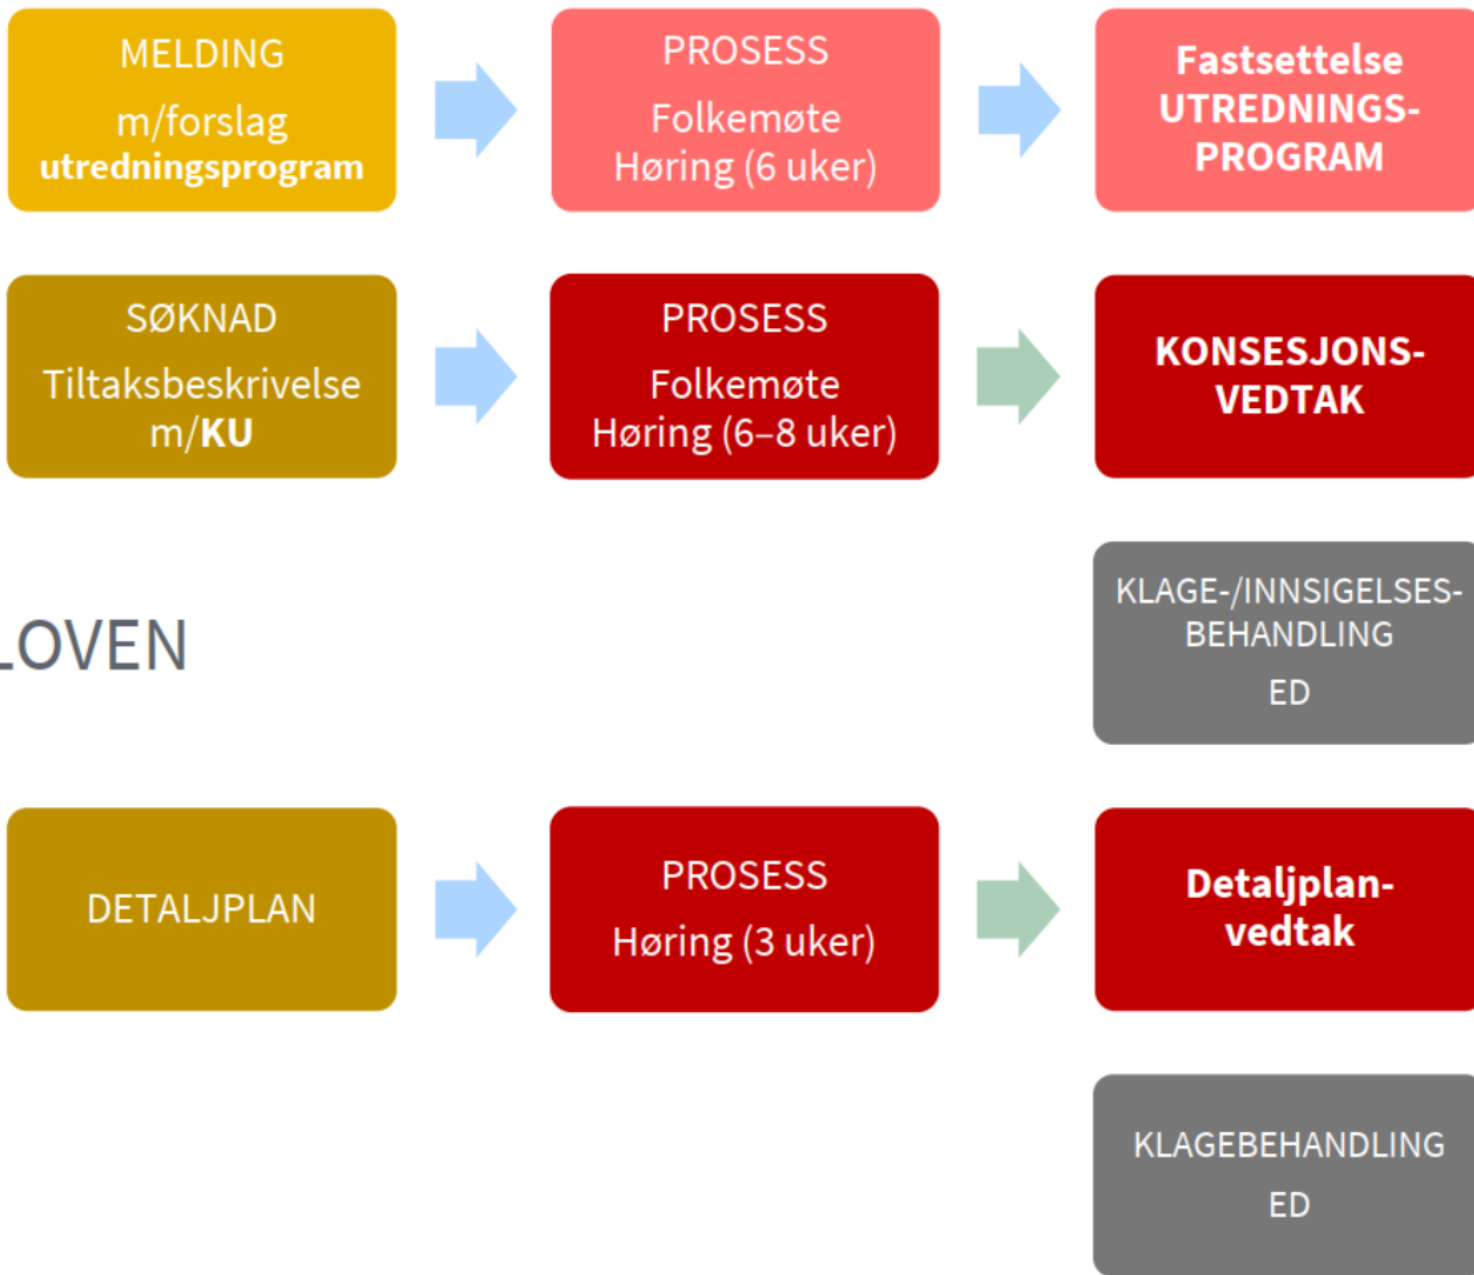 MELDING
m/forslag
utredningsprogram
PROSESS
Folkemøte
Høring (6 uker)
Fastsettelse
UTREDNINGS-
PROGRAM
SØKNAD
Tiltaksbeskrivelse
m/KU
PROSESS
Folkemøte
Høring (6–8 uker)
KONSESJONS-
VEDTAK
KLAGE-/INNSIGELSES-
BEHANDLING
ED
LOVEN
DETALJPLAN
PROSESS
Høring (3 uker)
Detaljplan-
vedtak
KLAGEBEHANDLING
ED